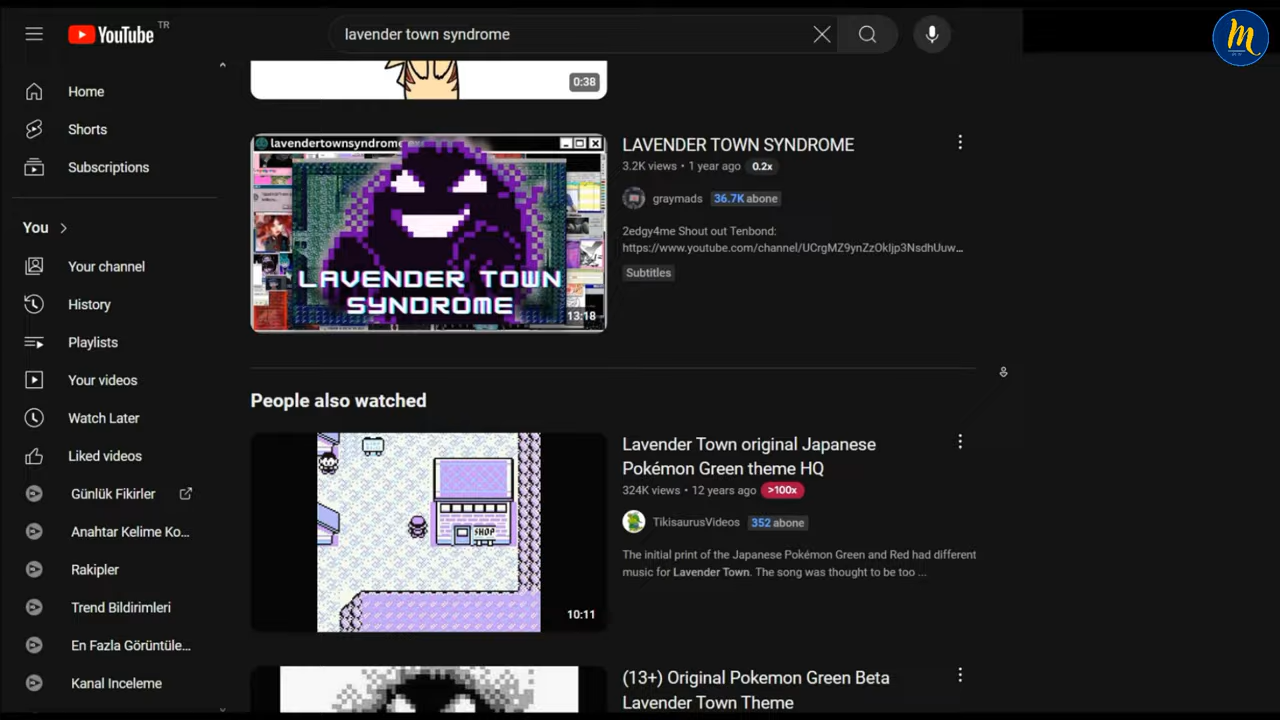 YouTube TR
lavender town syndrome
Home
Shorts
Subscriptions
You
Your channel
History
Playlists
Your videos
Watch Later
Liked videos
Günlük Fikirler
Anahtar Kelime Ko...
Rakipler
Trend Bildirimleri
En Fazla Görüntüle...
Kanal Inceleme
0:38
lavendertownsyndrome
LAVENDER TOWN
SYNDROME
13:18
LAVENDER TOWN SYNDROME
3.2K views • 1 year ago 0.2x
graymads 36.7K abone
2edgy4me Shout out Tenbond:
https://www.youtube.com/channel/UCrgMZ9ynZzOkIjp3NsdhUuw...
Subtitles
People also watched
SHOP
10:11
Lavender Town original Japanese
Pokémon Green theme HQ
324K views • 12 years ago >100x
TikisaurusVideos 352 abone
The initial print of the Japanese Pokémon Green and Red had different
music for Lavender Town. The song was thought to be too ...
(13+) Original Pokemon Green Beta
Lavender Town Theme